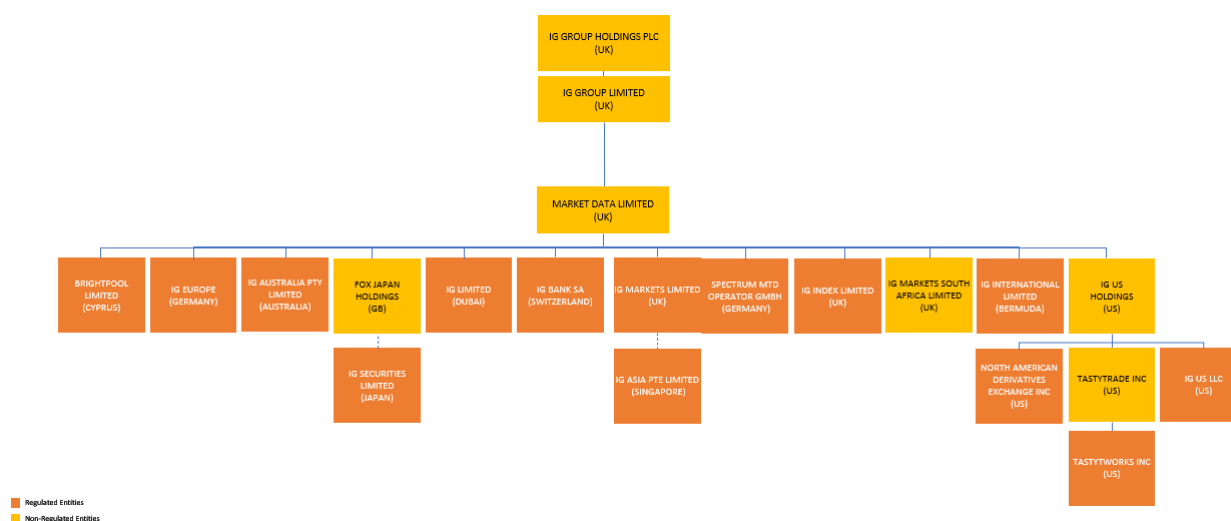 IG GROUP HOLDINGS PLC
(UK)
IG GROUP LIMITED
(UK)
MARKET DATA LIMITED
(UK)
BRIGHTPOOL
LIMITED
(CYPRUS)
IG EUROPE
(GERMANY)
IG AUSTRALIA PTY
LIMITED
(AUSTRALIA)
FOX JAPAN
HOLDINGS
(GB)
IG LIMITED
(DUBAI)
IG BANK SA
(SWITZERLAND)
IG MARKETS LIMITED
(UK)
SPECTRUM MTD
OPERATOR GMBH
(GERMANY)
IG INDEX LIMITED
(UK)
IG MARKETS SOUTH
AFRICA LIMITED
(UK)
IG INTERNATIONAL
LIMITED
(BERMUDA)
IG US
HOLDINGS
(US)
IG SECURITIES
LIMITED
(JAPAN)
IG ASIA PTE LIMITED
(SINGAPORE)
NORTH AMERICAN
DERIVATIVES
EXCHANGE INC
(US)
TASTYTRADE INC
(US)
IG US LLC
(US)
TASTYTWORKS INC
(US)
Regulated Entities
Non-Regulated Entities